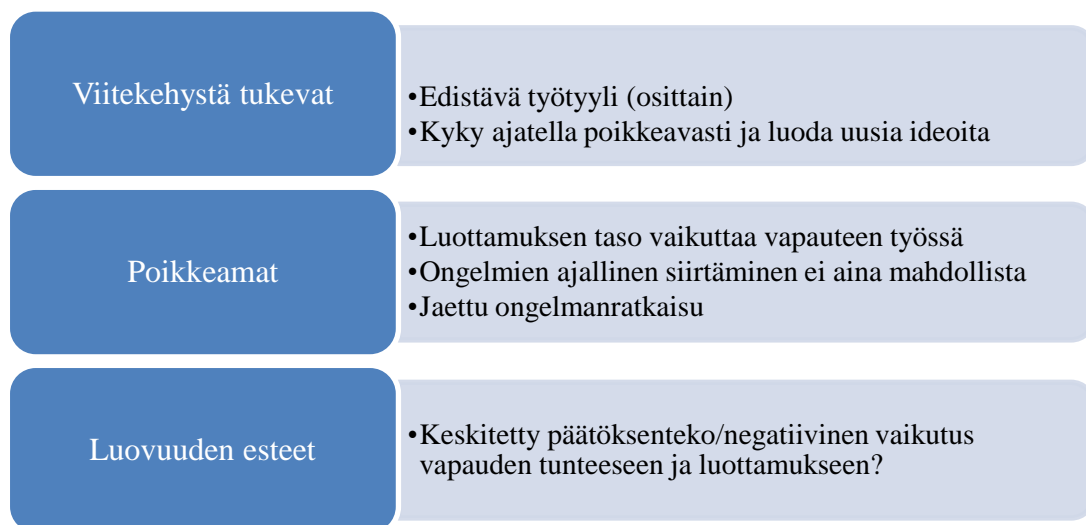 Viitekehystä tukevat
•Edistävä työtyyli (osittain)
•Kyky ajatella poikkeavasti ja luoda uusia ideoita
Poikkeamat
•Luottamuksen taso vaikuttaa vapauteen työssä
•Ongelmien ajallinen siirtäminen ei aina mahdollista
•Jaettu ongelmanratkaisu
Luovuuden esteet
•Keskitetty päätöksenteko/negatiivinen vaikutus
vapauden tunteeseen ja luottamukseen?